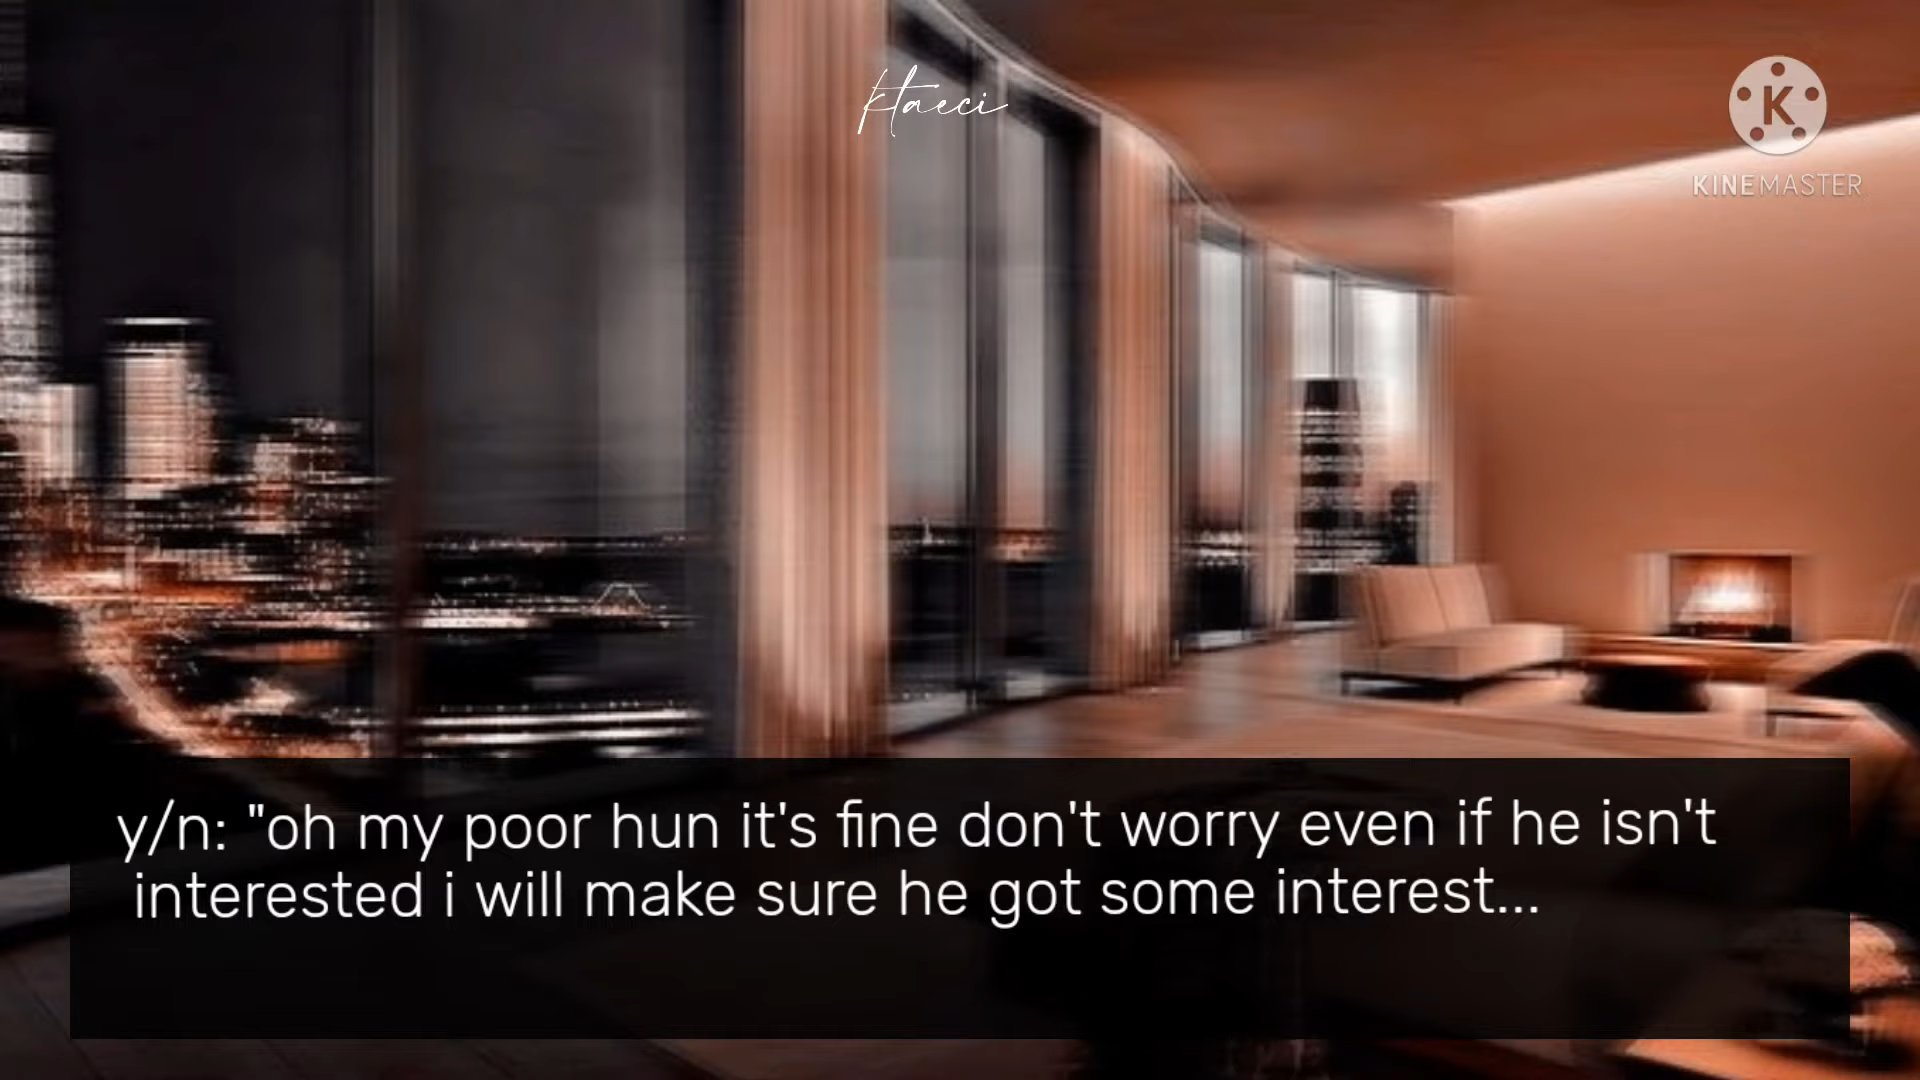 ktaeci
K
KINEMASTER
y/n: "oh my poor hun it's fine don't worry even if he isn't
interested i will make sure he got some interest...